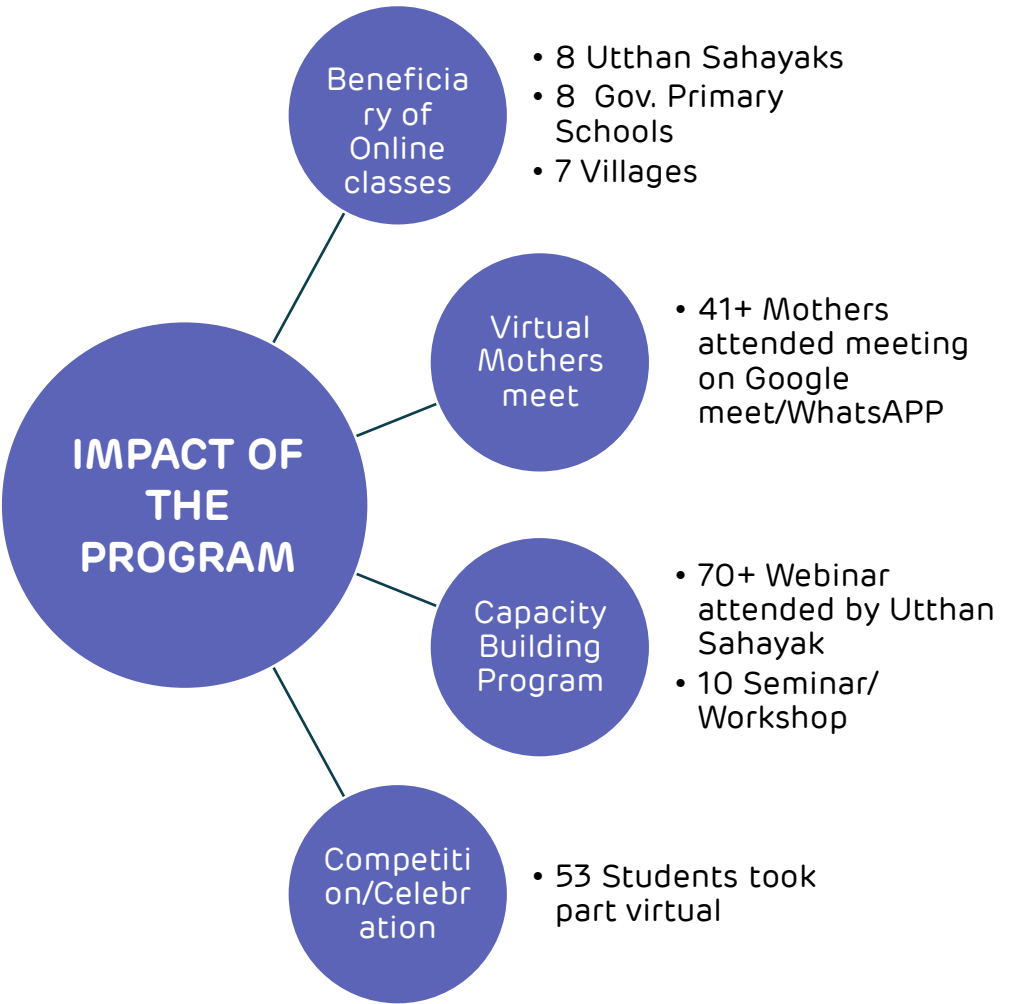 IMPACT OF
THE
PROGRAM
Beneficia
ry of
Online
classes
• 8 Utthan Sahayaks
• 8 Gov. Primary
Schools
• 7 Villages
Virtual
Mothers
meet
• 41+ Mothers
attended meeting
on Google
meet/WhatsAPP
Capacity
Building
Program
• 70+ Webinar
attended by Utthan
Sahayak
• 10 Seminar/
Workshop
Competiti
on/Celebr
ation
• 53 Students took
part virtual